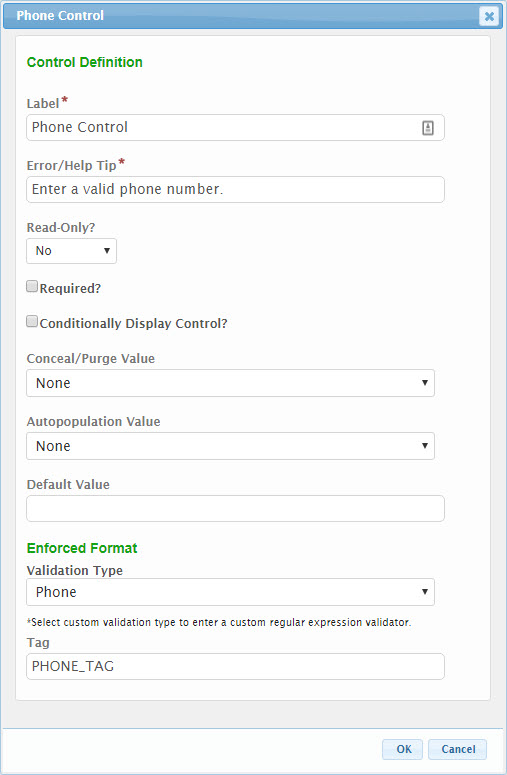 Phone Control
Control Definition
Label*
Phone Control
Error/Help Tip*
Enter a valid phone number.
Read-Only?
No
Required?
Conditionally Display Control?
Conceal/Purge Value
None
Autopopulation Value
None
Default Value
Enforced Format
Validation Type
Phone
*Select custom validation type to enter a custom regular expression validator.
Tag
PHONE_TAG
OK Cancel